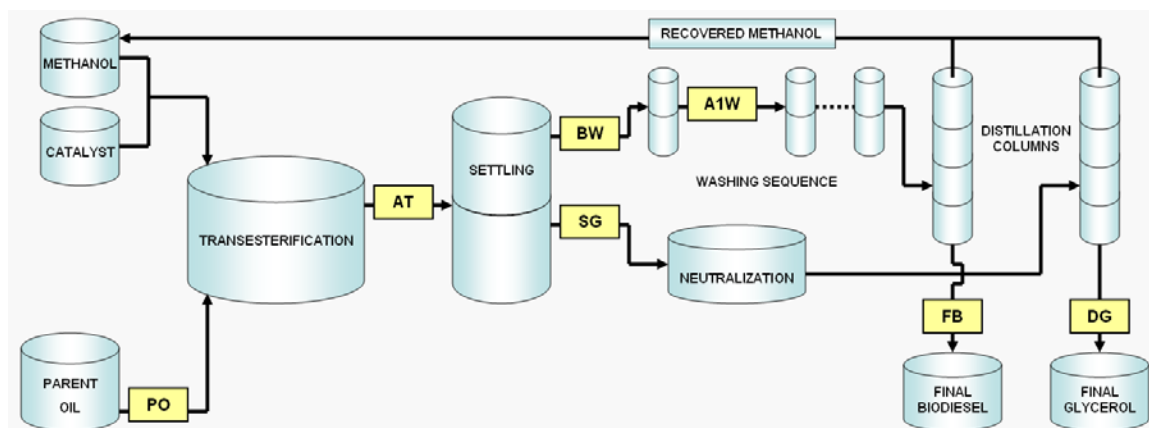 RECOVERED METHANOL
METHANOL
CATALYST
TRANSESTERIFICATION
AT
SETTLING
BW
A1W
WASHING SEQUENCE
DISTILLATION
COLUMNS
SG
NEUTRALIZATION
PARENT
OIL
PO
FB
DG
FINAL
BIODIESEL
FINAL
GLYCEROL